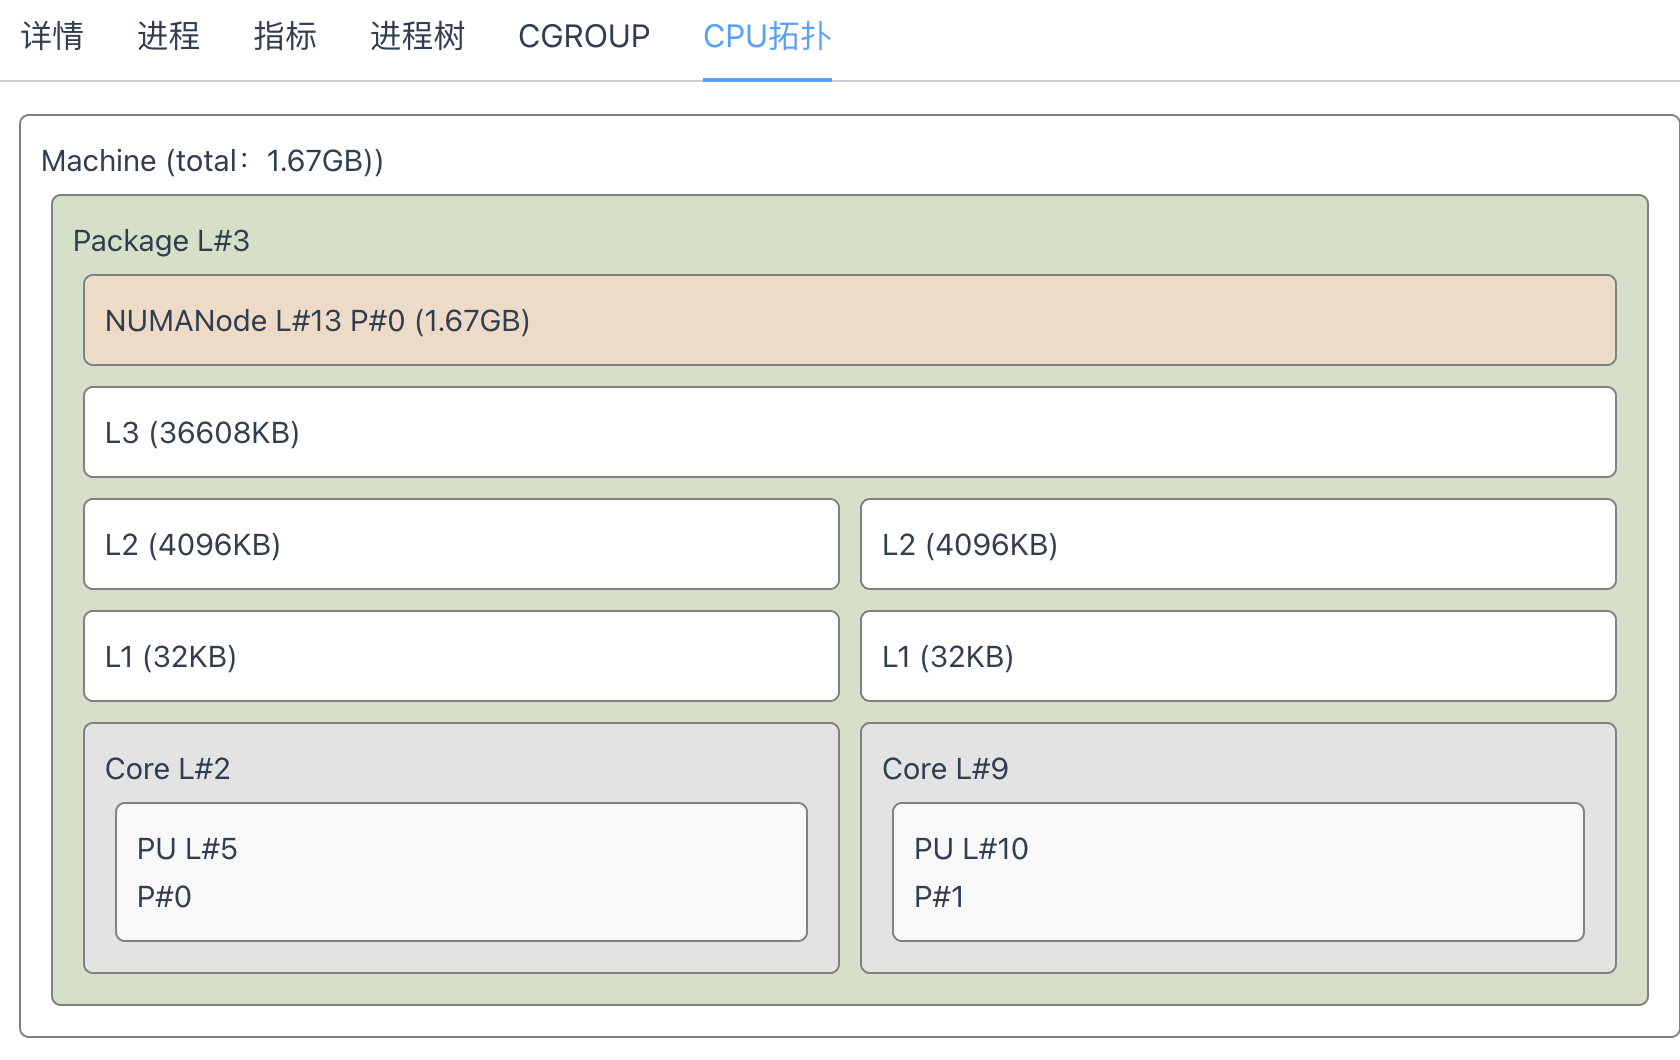 详情 进程 指标 进程树 CGROUP CPU拓扑
Machine (total：1.67GB))
Package L#3
NUMANode L#13 P#0 (1.67GB)
L3 (36608KB)
L2 (4096KB) L2 (4096KB)
L1 (32KB) L1 (32KB)
Core L#2 Core L#9
PU L#5 PU L#10
P#0 P#1